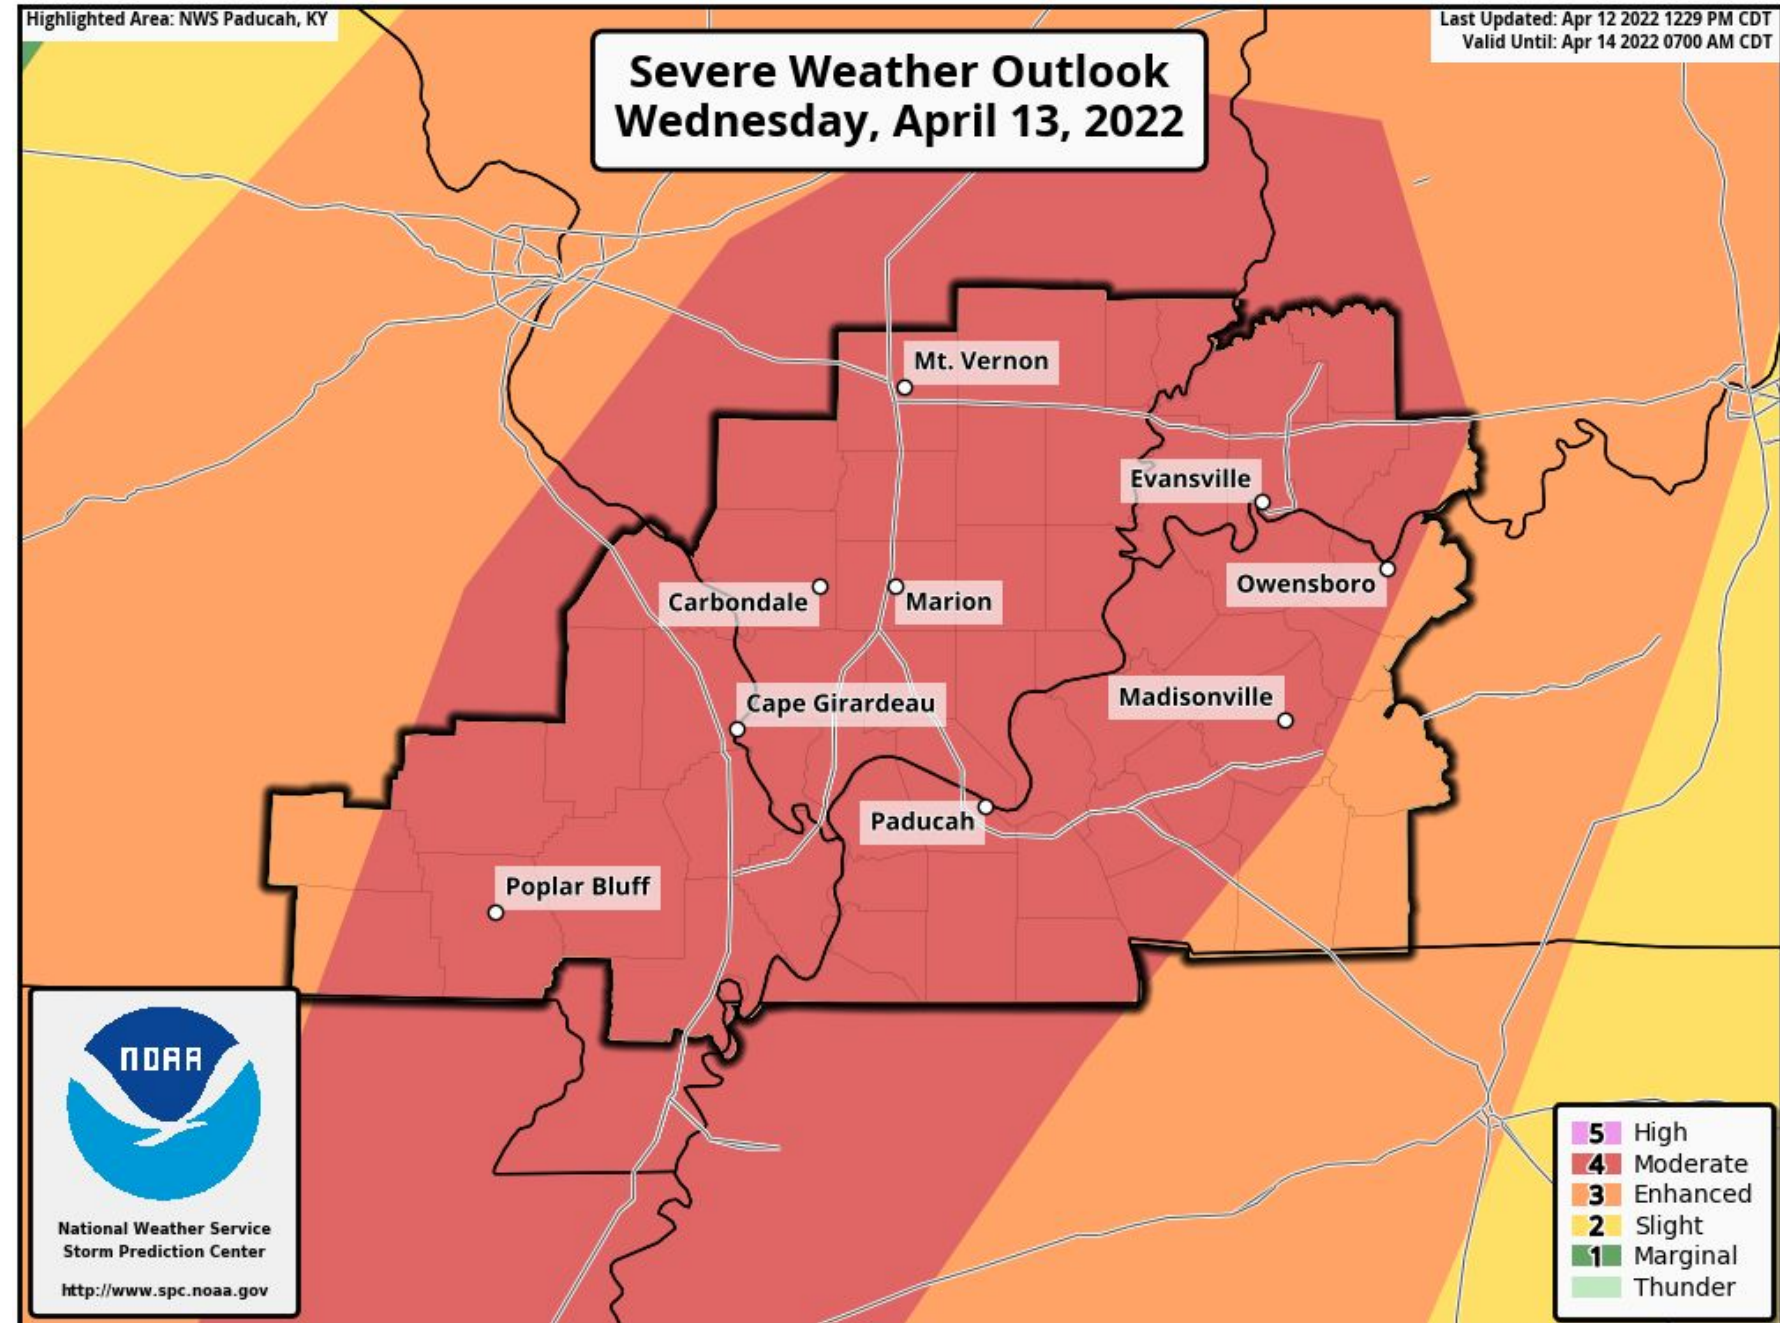 Highlighted Area: NWS Paducah, KY
Last Updated: Apr 12 2022 1229 PM CDT
Valid Until: Apr 14 2022 0700 AM CDT
Severe Weather Outlook
Wednesday, April 13, 2022
Mt. Vernon
Evansville
Owensboro
Carbondale
Marion
Cape Girardeau
Madisonville
Paducah
Poplar Bluff
NOAA
National Weather Service
Storm Prediction Center
http://www.spc.noaa.gov
5 High
4 Moderate
3 Enhanced
2 Slight
1 Marginal
Thunder